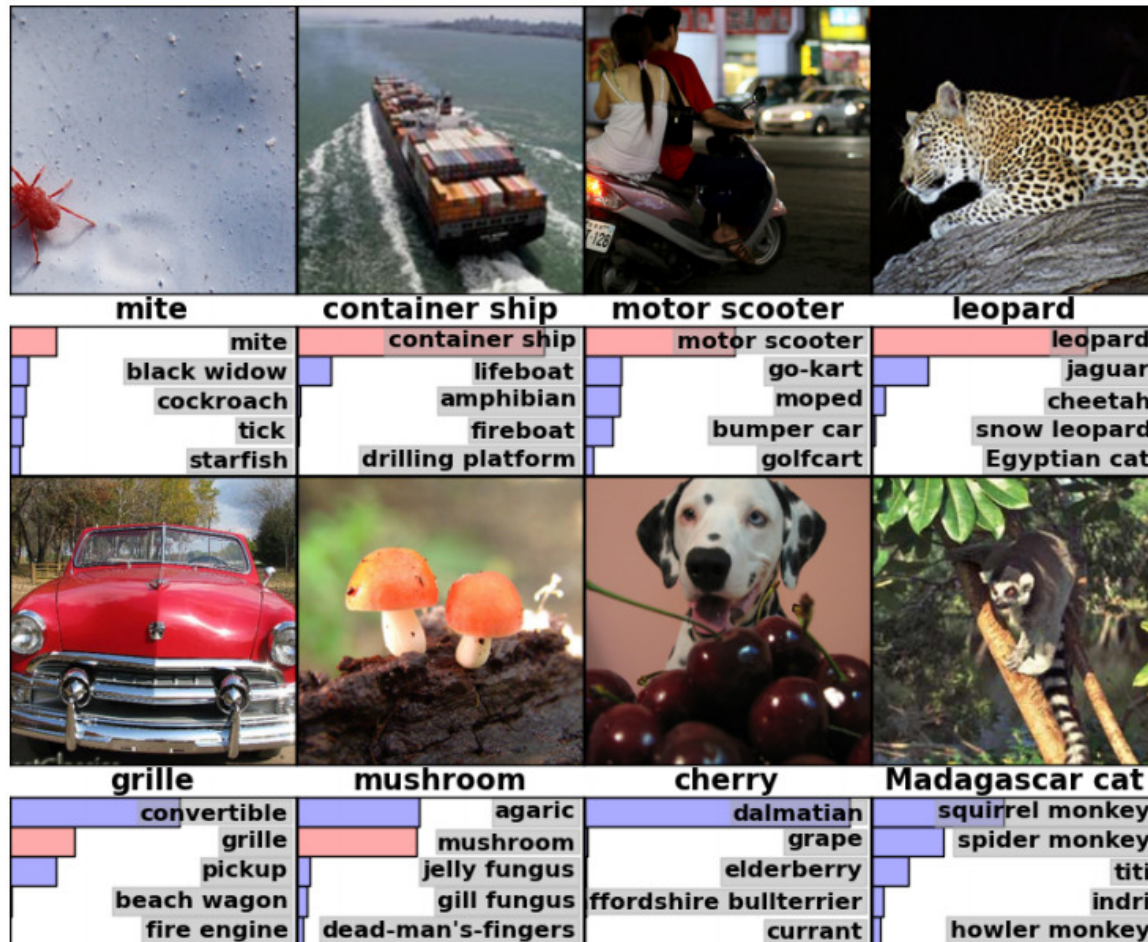 mite
container ship
motor scooter
leopard
mite
black widow
cockroach
tick
starfish
container ship
lifeboat
amphibian
fireboat
drilling platform
motor scooter
go-kart
moped
bumper car
golfcart
leopard
jaguar
cheetah
snow leopard
Egyptian cat
grille
mushroom
cherry
Madagascar cat
convertible
grille
pickup
beach wagon
fire engine
agaric
mushroom
jelly fungus
gill fungus
dead-man's-fingers
dalmatian
grape
elderberry
ffordshire bullterrier
currant
squirrel monkey
spider monkey
titi
indri
howler monkey